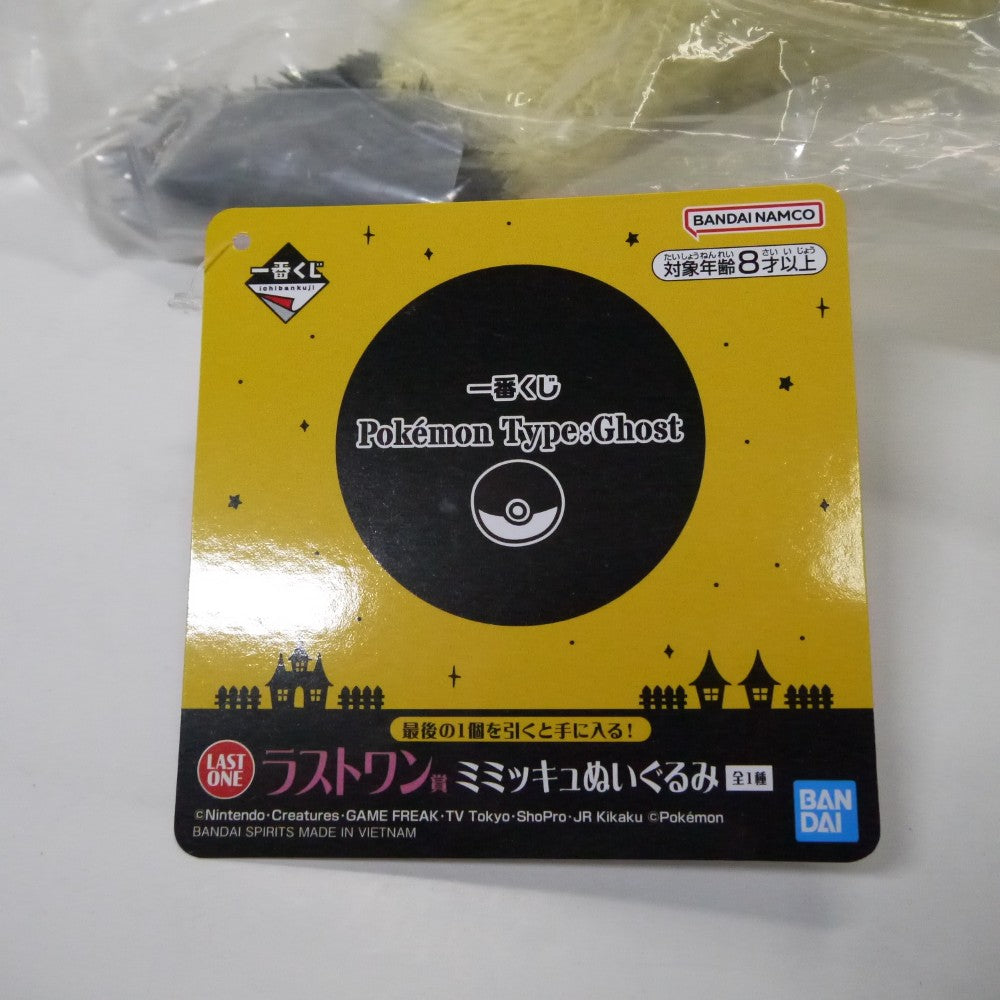 BANDAI NAMCO
一番くじ
ichibankuji
たいしょうねんれい さい いじょう
対象年齢8才以上
一番くじ
Pokémon Type:Ghost
最後の1個を引くと手に入る!
LAST ONE ラストワン賞 ミミッキュぬいぐるみ 全1種
©Nintendo・Creatures・GAME FREAK・TV Tokyo・ShoPro・JR Kikaku ©Pokémon
BANDAI SPIRITS MADE IN VIETNAM
BAN
DAI